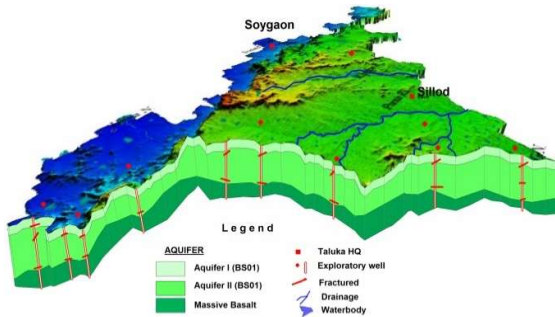 Soygaon
Sillod
Legend
AQUIFER
Aquifer I (BS01)
Aquifer II (BS01)
Massive Basalt
Taluka HQ
Exploratory well
Fractured
Drainage
Waterbody